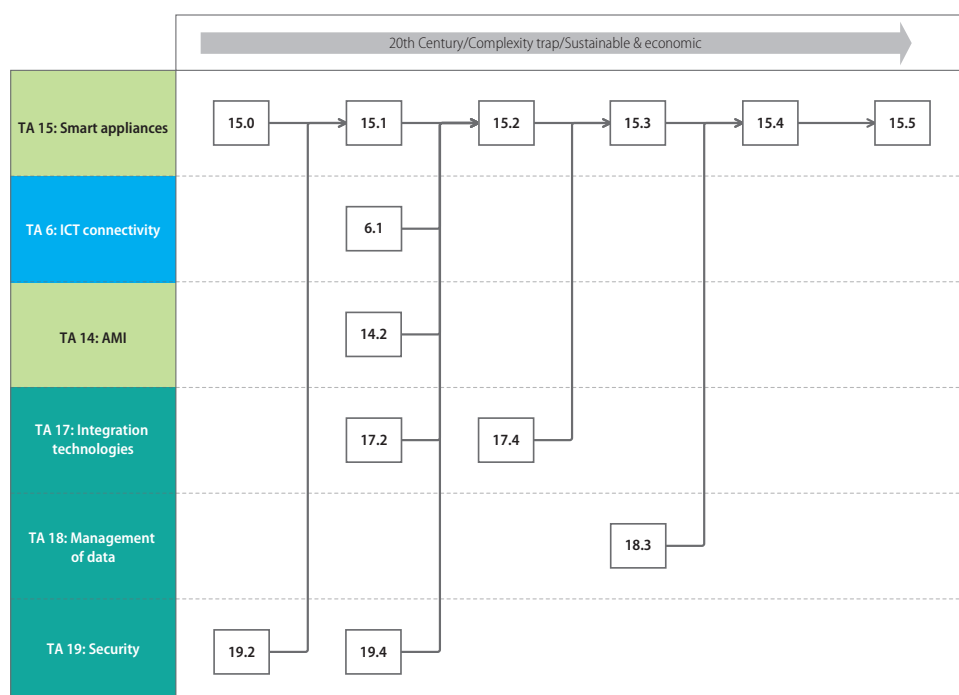 20th Century/Complexity trap/Sustainable & economic
TA 15: Smart appliances
15.0
15.1
15.2
15.3
15.4
15.5
TA 6: ICT connectivity
6.1
TA 14: AMI
14.2
TA 17: Integration
technologies
17.2
17.4
TA 18: Management
of data
18.3
TA 19: Security
19.2
19.4